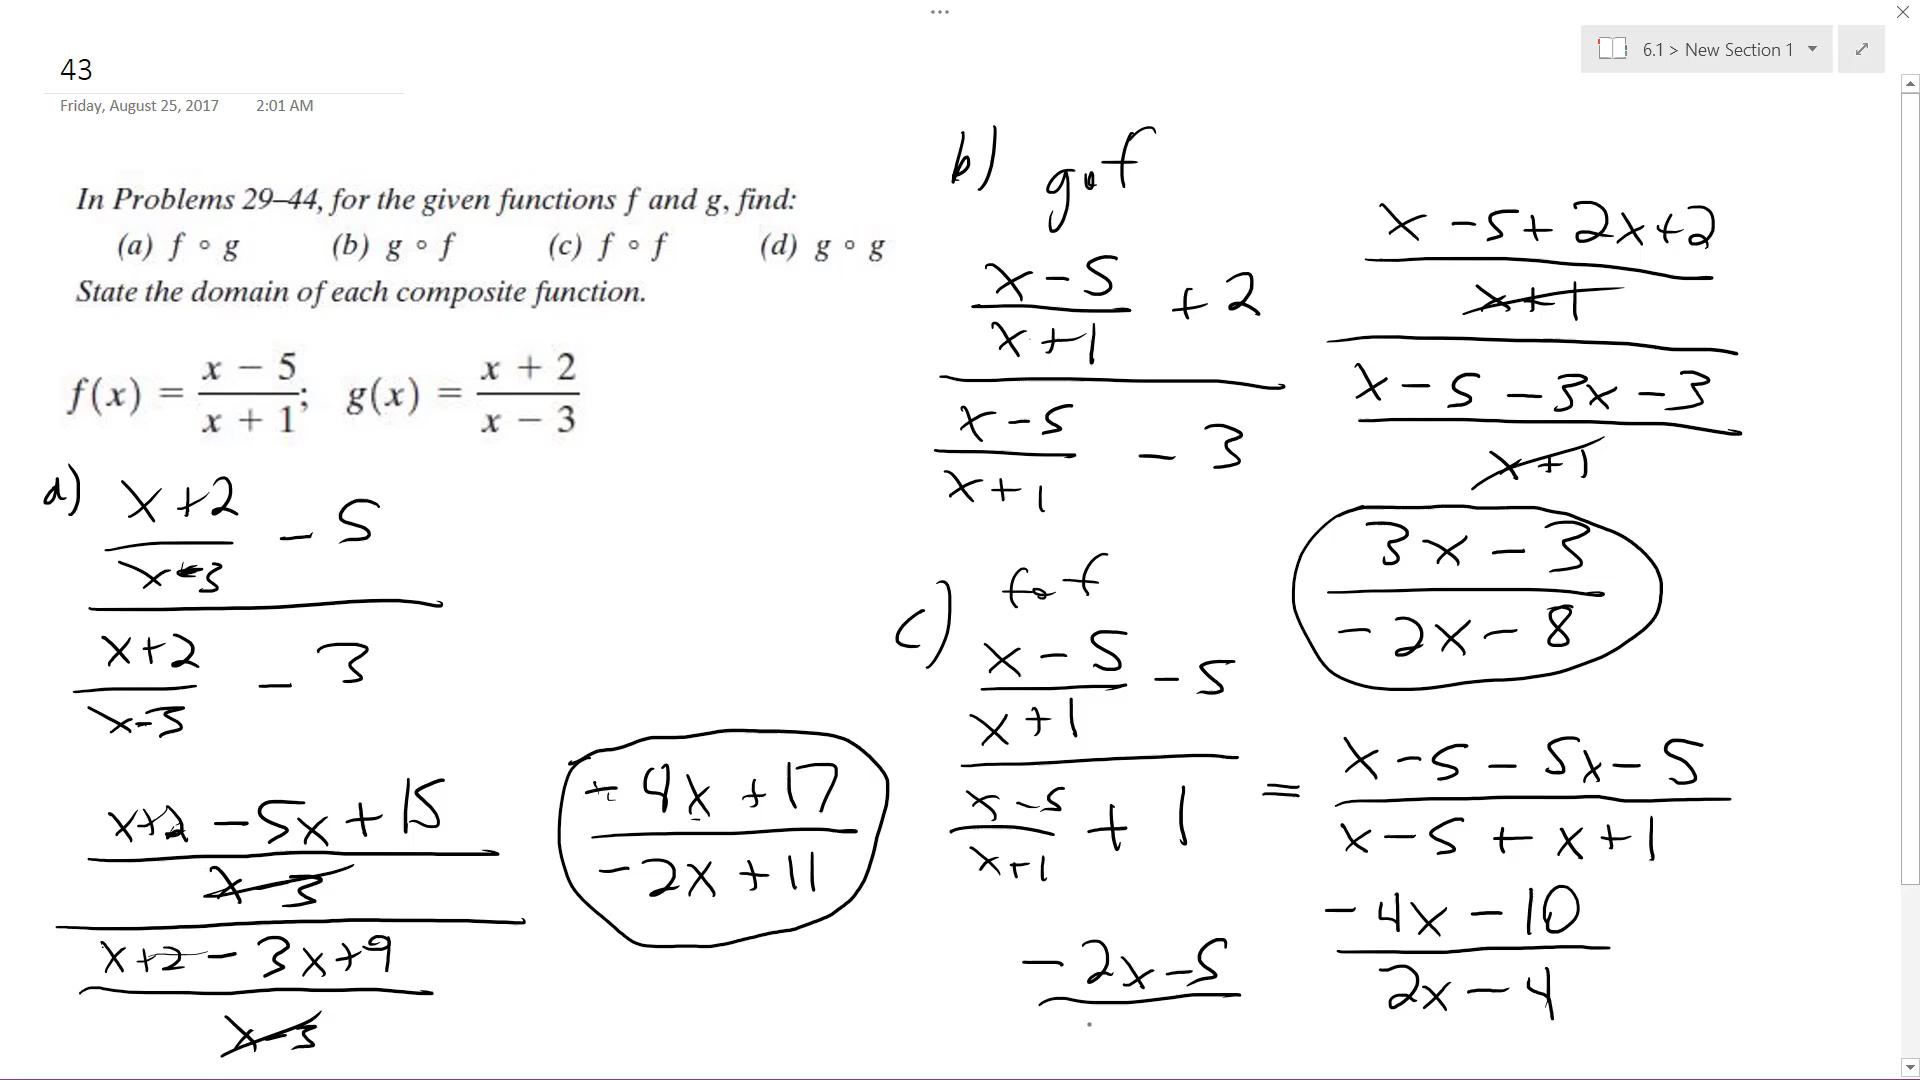 6.1 > New Section 1
43
Friday, August 25, 2017 2:01 AM
In Problems 29–44, for the given functions f and g, find:
(a) f ∘ g (b) g ∘ f (c) f ∘ f (d) g ∘ g
State the domain of each composite function.
f(x) = x − 5 / x + 1; g(x) = x + 2 / x − 3
a)
x+2 / x-3 - 5
x+2 / x-3 - 3
x+2 -5x+15
x-3
x+2-3x+9
x-3
-4x+17
-2x+11
b) g∘f
x-5 / x+1 +2
x-5 / x+1 - 3
x-5+2x+2
x+1
x-5-3x-3
x+1
3x-3
-2x-8
c) f∘f
x-5 / x+1 -5
x-5 / x+1 + 1
= x-5-5x-5
x-5+x+1
-4x-10
2x-4
-2x-5